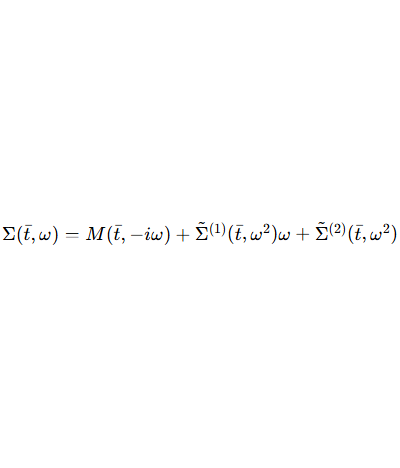 Σ(t̄, ω) = M(t̄, −iω) + Σ̃⁽¹⁾(t̄, ω²)ω + Σ̃⁽²⁾(t̄, ω²)